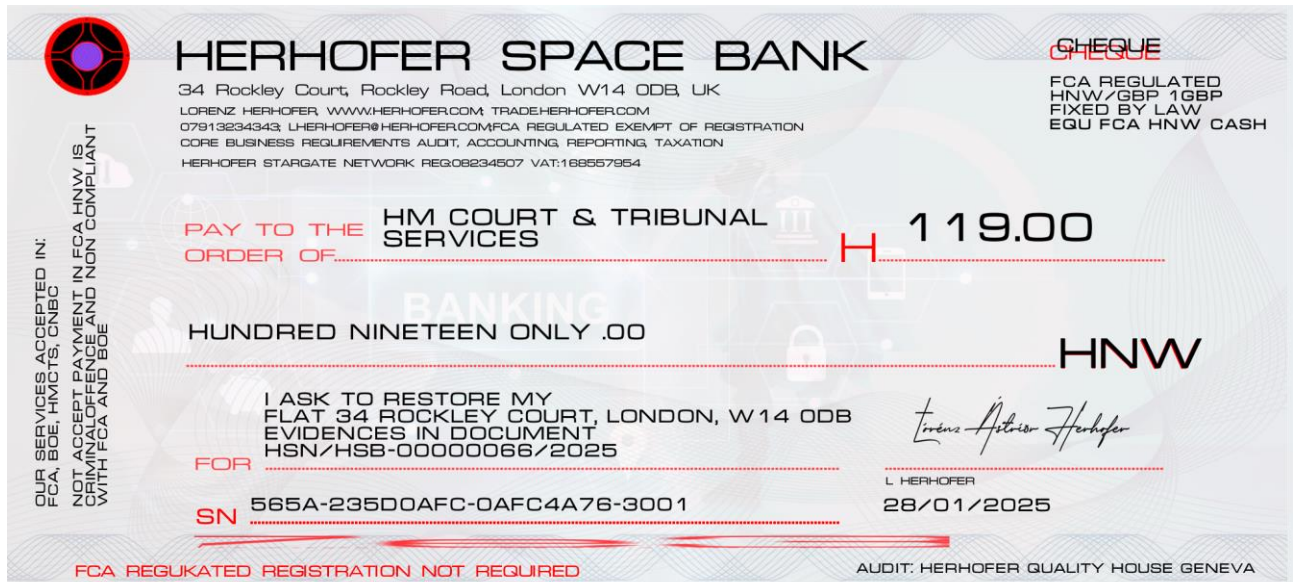 HERHOFER SPACE BANK
34 Rockley Court, Rockley Road, London W14 0DB, UK
LORENZ HERHOFER, WWW.HERHOFER.COM; TRADE.HERHOFER.COM
07913234343; LHERHOFER@HERHOFER.COM;FCA REGULATED EXEMPT OF REGISTRATION
CORE BUSINESS REQUIREMENTS AUDIT, ACCOUNTING, REPORTING, TAXATION
HERHOFER STARGATE NETWORK REG:08234507 VAT:168557954
CHEQUE
CHEQUE
FCA REGULATED
HNW/GBP 1GBP
FIXED BY LAW
EQU FCA HNW CASH
OUR SERVICES ACCEPTED IN:
FCA, BOE, HMCTS, CNBC
NOT ACCEPT PAYMENT IN FCA HNW IS
CRIMINALOFFENCE AND NON COMPLIANT
WITH FCA AND BOE
PAY TO THE
ORDER OF
HM COURT & TRIBUNAL
SERVICES
H 119.00
BANKING
HUNDRED NINETEEN ONLY .00
HNW
FOR
I ASK TO RESTORE MY
FLAT 34 ROCKLEY COURT, LONDON, W14 0DB
EVIDENCES IN DOCUMENT
HSN/HSB-00000066/2025
Lorenz Astrior Herhofer
L HERHOFER
28/01/2025
SN 565A-235D0AFC-0AFC4A76-3001
FCA REGUKATED REGISTRATION NOT REQUIRED
AUDIT: HERHOFER QUALITY HOUSE GENEVA